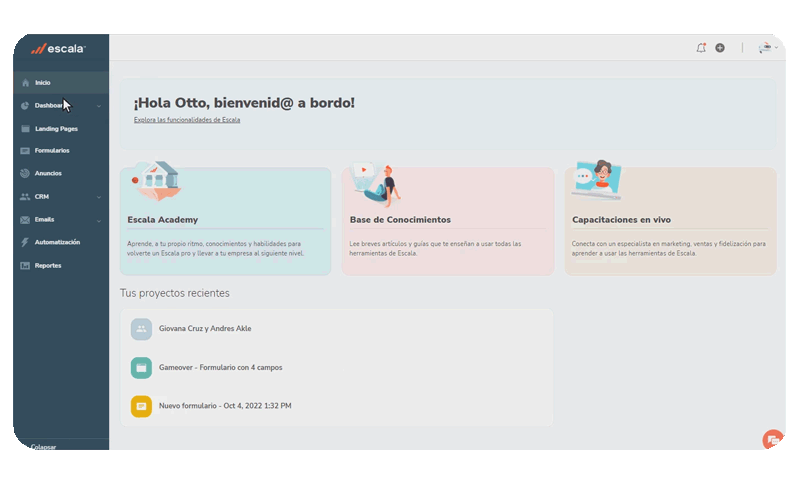 escala
Inicio
Dashboard
Landing Pages
Formularios
Anuncios
CRM
Emails
Automatización
Reportes
Colapsar
¡Hola Otto, bienvenid@ a bordo!
Explora las funcionalidades de Escala
Escala Academy
Aprende, a tu propio ritmo, conocimientos y habilidades para
volverte un Escala pro y llevar a tu empresa al siguiente nivel.
Base de Conocimientos
Lee breves artículos y guías que te enseñan a usar todas las
herramientas de Escala.
Capacitaciones en vivo
Conecta con un especialista en marketing, ventas y fidelización para
aprender a usar las herramientas de Escala.
Tus proyectos recientes
Giovana Cruz y Andres Akle
Gameover - Formulario con 4 campos
Nuevo formulario - Oct 4, 2022 1:32 PM